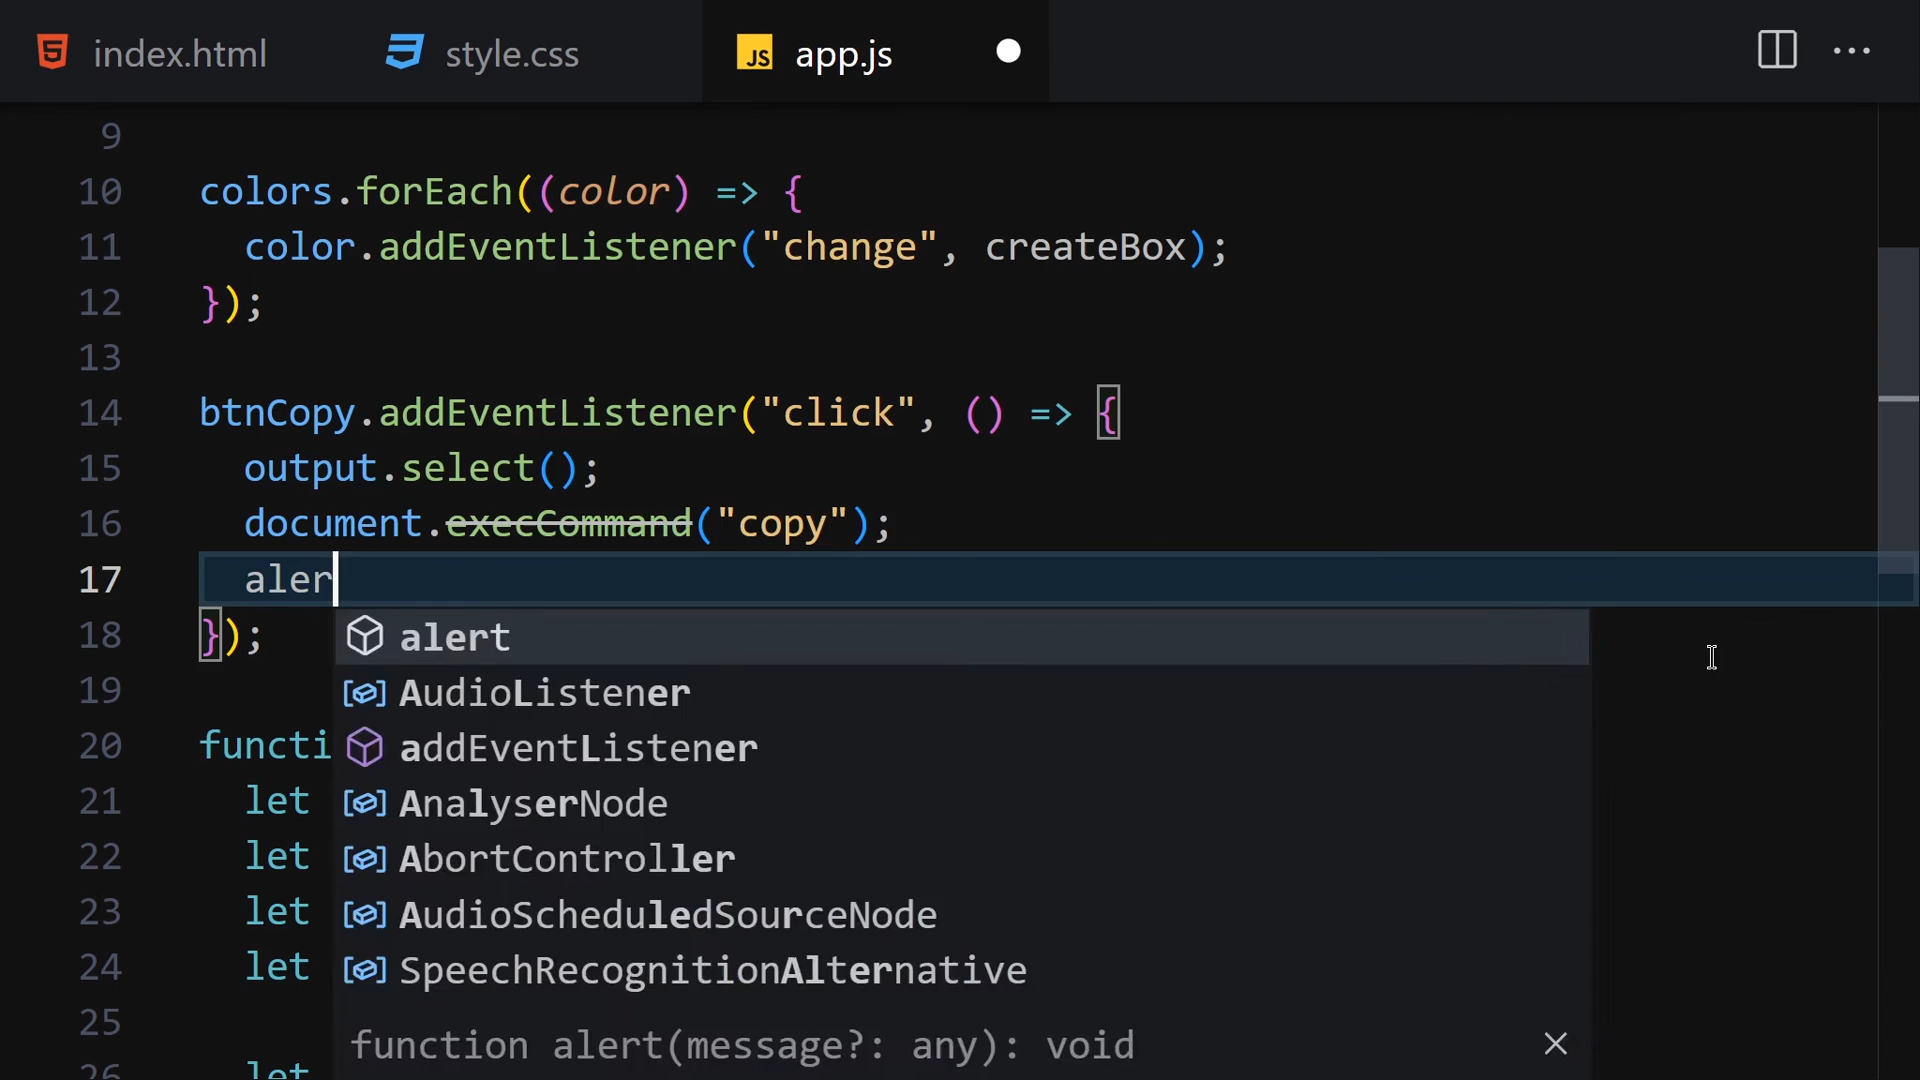 index.html style.css JS app.js
9
10 colors.forEach((color) => {
11 color.addEventListener("change", createBox);
12 });
13
14 btnCopy.addEventListener("click", () => {
15 output.select();
16 document.execCommand("copy");
17 aler
18 });
alert
19
AudioListener
20 functi
addEventListener
21 let
AnalyserNode
22 let
AbortController
23 let
AudioScheduledSourceNode
24 let
SpeechRecognitionAlternative
25
function alert(message?: any): void
26 let